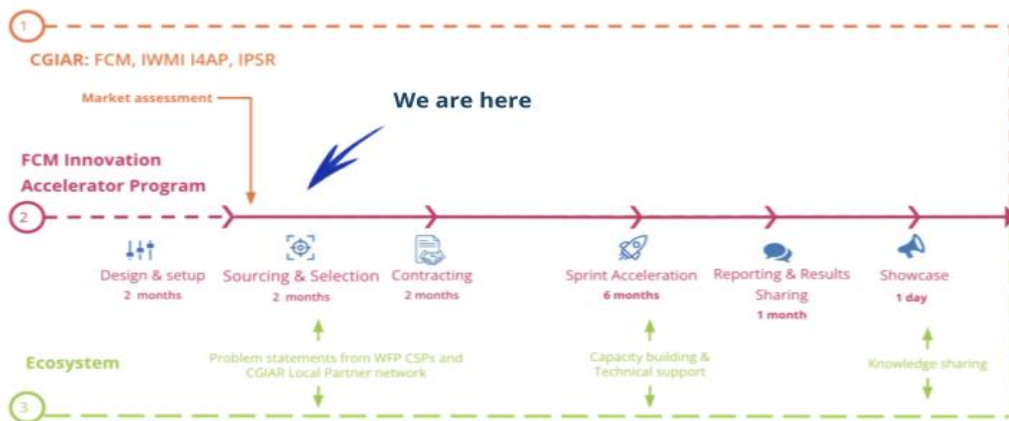 1
CGIAR: FCM, IWMI I4AP, IPSR
Market assessment
We are here
FCM Innovation
Accelerator Program
2
Design & setup
2 months
Sourcing & Selection
2 months
Contracting
2 months
Sprint Acceleration
6 months
Reporting & Results
Sharing
1 month
Showcase
1 day
Ecosystem
Problem statements from WFP CSPs and
CGIAR Local Partner network
Capacity building &
Technical support
Knowledge sharing
3